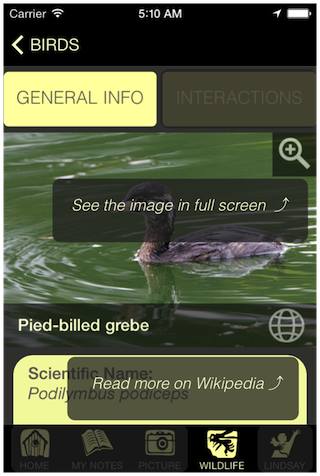 Carrier 5:10 AM
BIRDS
GENERAL INFO INTERACTIONS
See the image in full screen
Pied-billed grebe
Scientific Name:
Podilymbus podiceps
Read more on Wikipedia
HOME MY NOTES PICTURE WILDLIFE LINDSAY